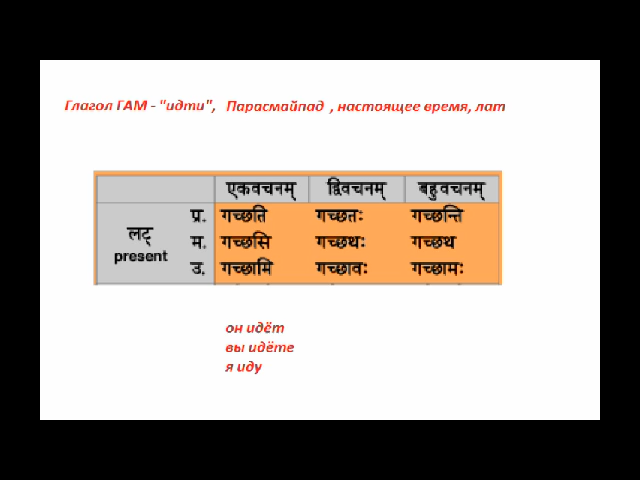 Глагол ГАМ - "идти", Парасмайпад , настоящее время, лат
एकवचनम् द्विवचनम् बहुवचनम्
प्र. गच्छति गच्छतः गच्छन्ति
लट् present म. गच्छसि गच्छथः गच्छथ
उ. गच्छामि गच्छावः गच्छामः
он идёт
вы идёте
я иду